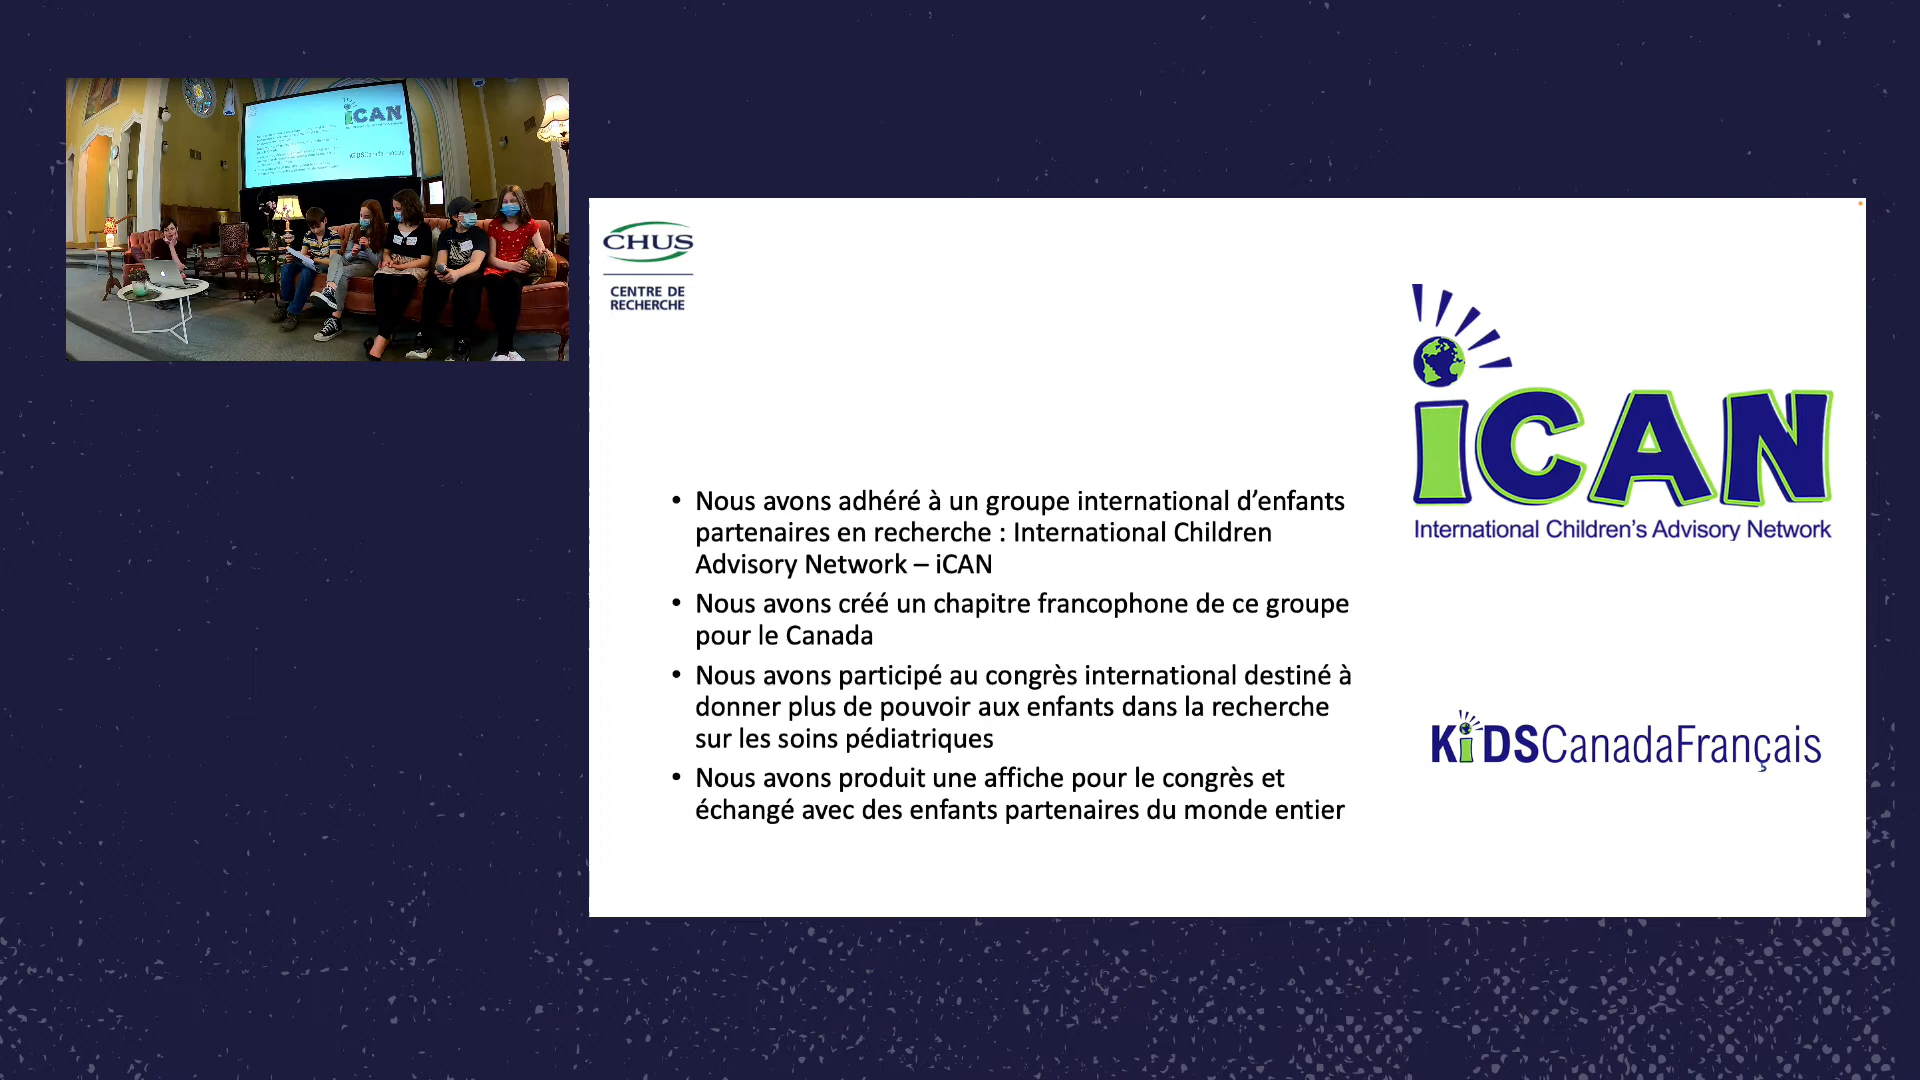 iCAN
KiDSCanadaFrançais
CHUS
CENTRE DE
RECHERCHE
iCAN
International Children's Advisory Network
• Nous avons adhéré à un groupe international d’enfants
partenaires en recherche : International Children
Advisory Network – iCAN
• Nous avons créé un chapitre francophone de ce groupe
pour le Canada
• Nous avons participé au congrès international destiné à
donner plus de pouvoir aux enfants dans la recherche
sur les soins pédiatriques
• Nous avons produit une affiche pour le congrès et
échangé avec des enfants partenaires du monde entier
KiDSCanadaFrançais